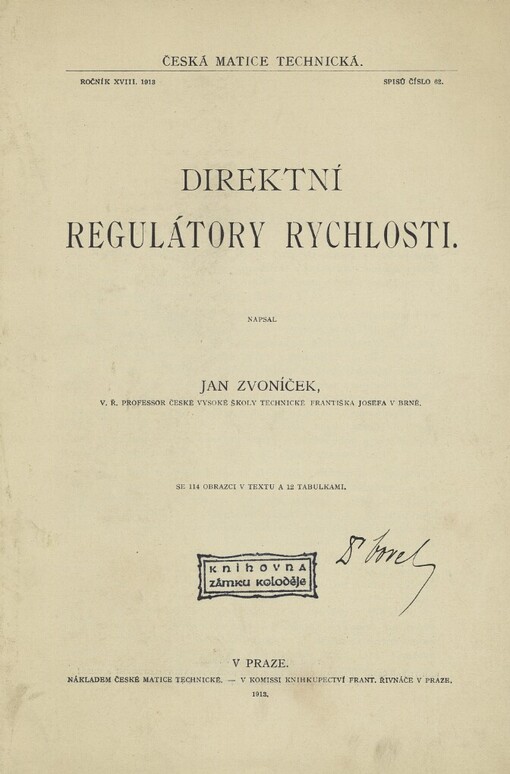 ČESKÁ MATICE TECHNICKÁ.
ROČNÍK XVIII. 1913 SPISŮ ČÍSLO 62.
DIREKTNÍ
REGULÁTORY RYCHLOSTI.
NAPSAL
JAN ZVONÍČEK,
V. Ř. PROFESSOR ČESKÉ VYSOKÉ ŠKOLY TECHNICKÉ FRANTIŠKA JOSEFA V BRNĚ.
SE 114 OBRAZCI V TEXTU A 12 TABULKAMI.
knihovna
zámku koloděje
V PRAZE.
NÁKLADEM ČESKÉ MATICE TECHNICKÉ. — V KOMISSI KNIHKUPECTVÍ FRANT. ŘIVNÁČE V PRAZE.
1913.